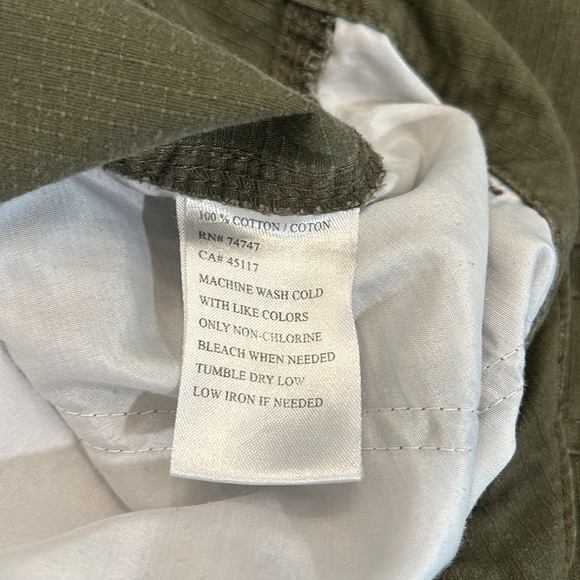 100 % COTTON / COTON
RN# 74747
CA# 45117
MACHINE WASH COLD
WITH LIKE COLORS
ONLY NON-CHLORINE
BLEACH WHEN NEEDED
TUMBLE DRY LOW
LOW IRON IF NEEDED